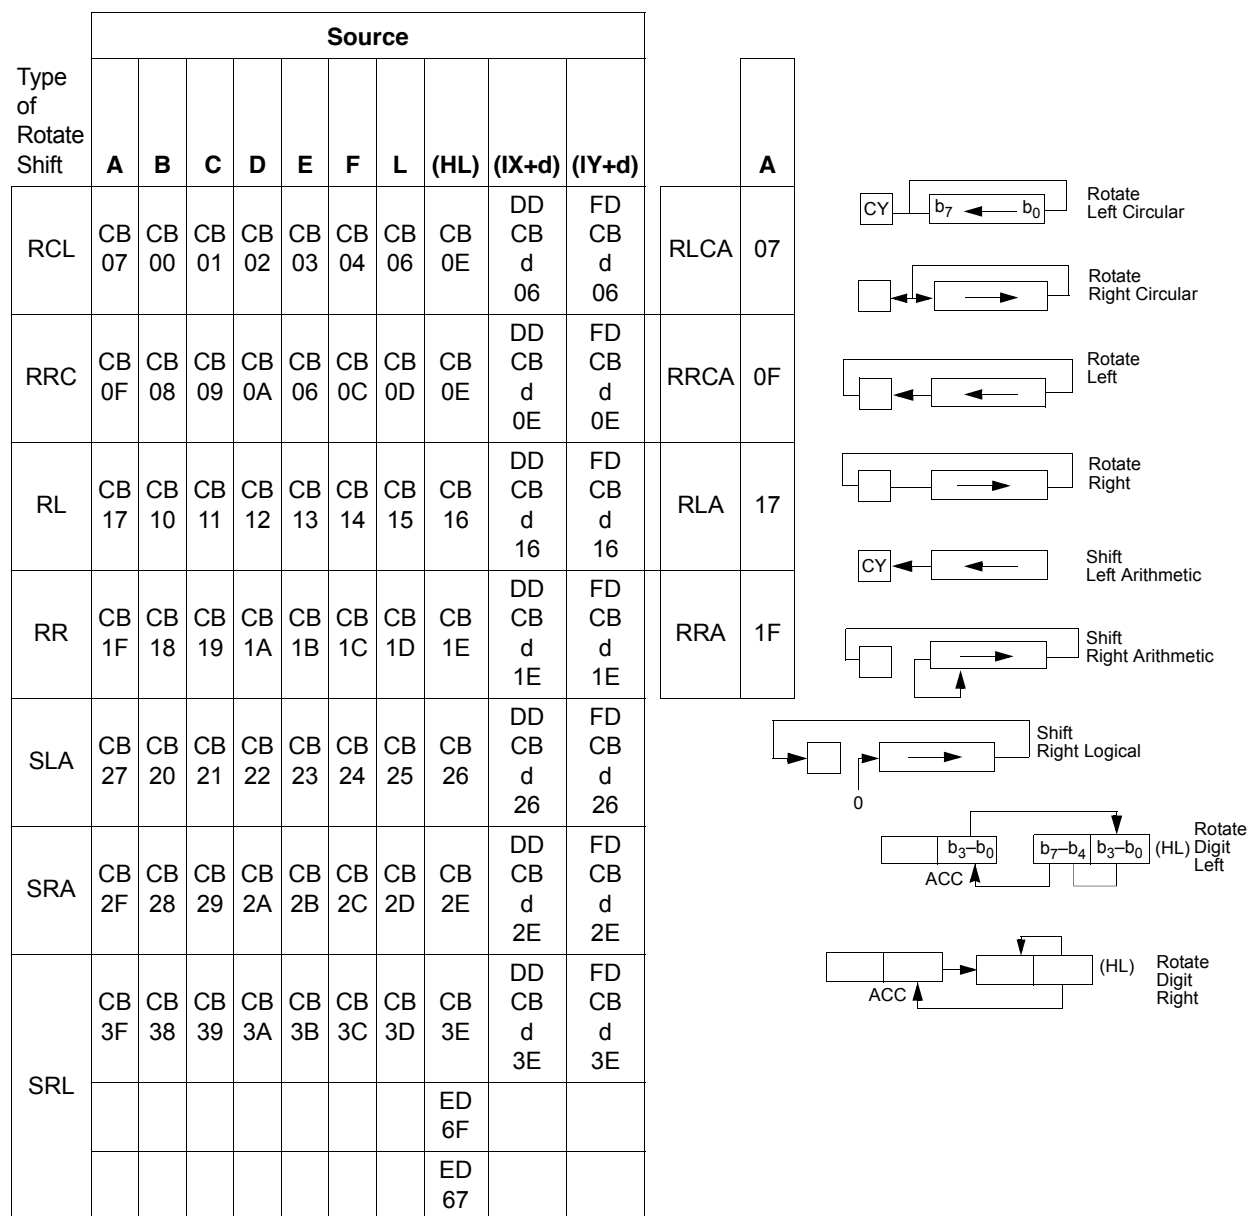 Source
Type
of
Rotate
Shift A B C D E F L (HL) (IX+d) (IY+d) A
RCL CB 07 CB 00 CB 01 CB 02 CB 03 CB 04 CB 06 CB 0E DD CB d 06 FD CB d 06 RLCA 07
RRC CB 0F CB 08 CB 09 CB 0A CB 06 CB 0C CB 0D CB 0E DD CB d 0E FD CB d 0E RRCA 0F
RL CB 17 CB 10 CB 11 CB 12 CB 13 CB 14 CB 15 CB 16 DD CB d 16 FD CB d 16 RLA 17
RR CB 1F CB 18 CB 19 CB 1A CB 1B CB 1C CB 1D CB 1E DD CB d 1E FD CB d 1E RRA 1F
SLA CB 27 CB 20 CB 21 CB 22 CB 23 CB 24 CB 25 CB 26 DD CB d 26 FD CB d 26
SRA CB 2F CB 28 CB 29 CB 2A CB 2B CB 2C CB 2D CB 2E DD CB d 2E FD CB d 2E
SRL CB 3F CB 38 CB 39 CB 3A CB 3B CB 3C CB 3D CB 3E DD CB d 3E FD CB d 3E
ED 6F
ED 67
CY b7 b0 Rotate
Left Circular
Rotate
Right Circular
Rotate
Left
Rotate
Right
CY Shift
Left Arithmetic
Shift
Right Arithmetic
Shift
Right Logical
0
b3–b0 b7–b4 b3–b0 (HL) Rotate
Digit
Left
ACC
(HL) Rotate
Digit
Right
ACC